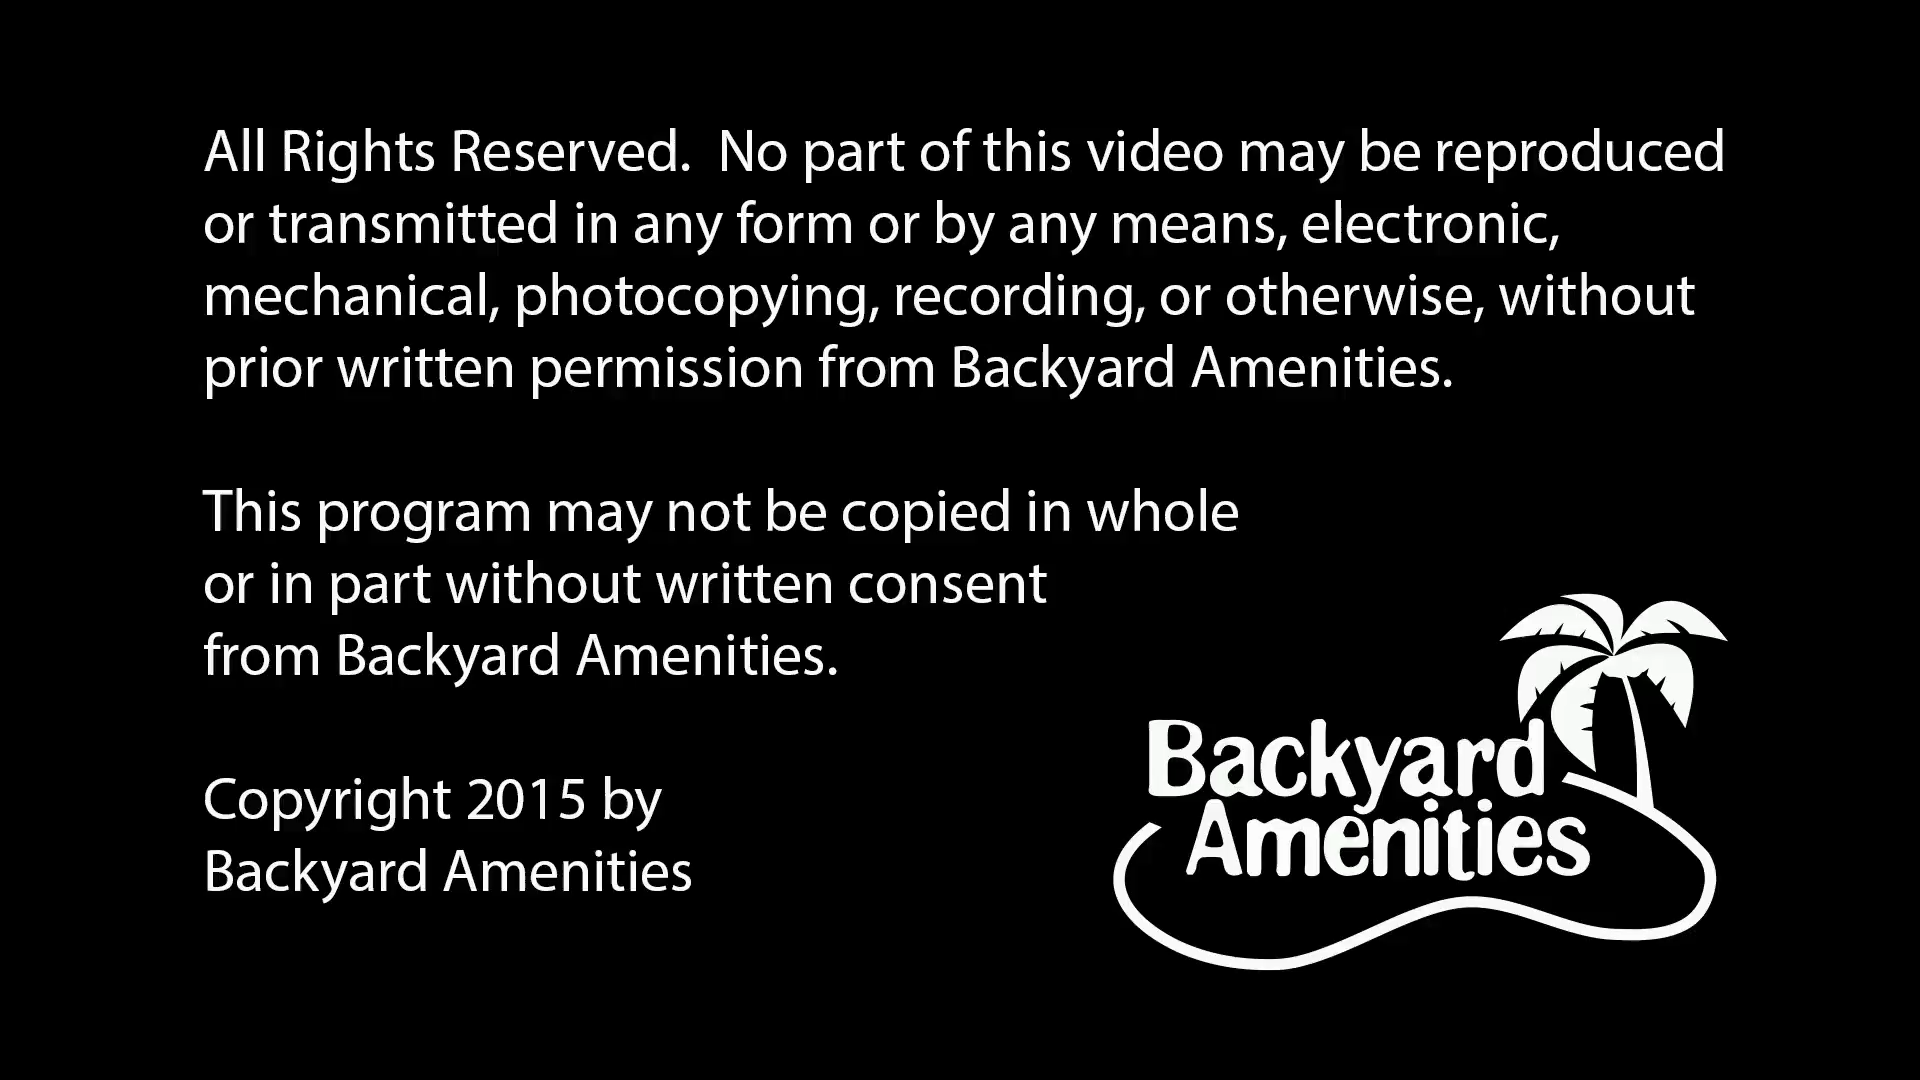 All Rights Reserved.  No part of this video may be reproduced
or transmitted in any form or by any means, electronic,
mechanical, photocopying, recording, or otherwise, without
prior written permission from Backyard Amenities.
This program may not be copied in whole
or in part without written consent
from Backyard Amenities.
Copyright 2015 by
Backyard Amenities
Backyard
Amenities